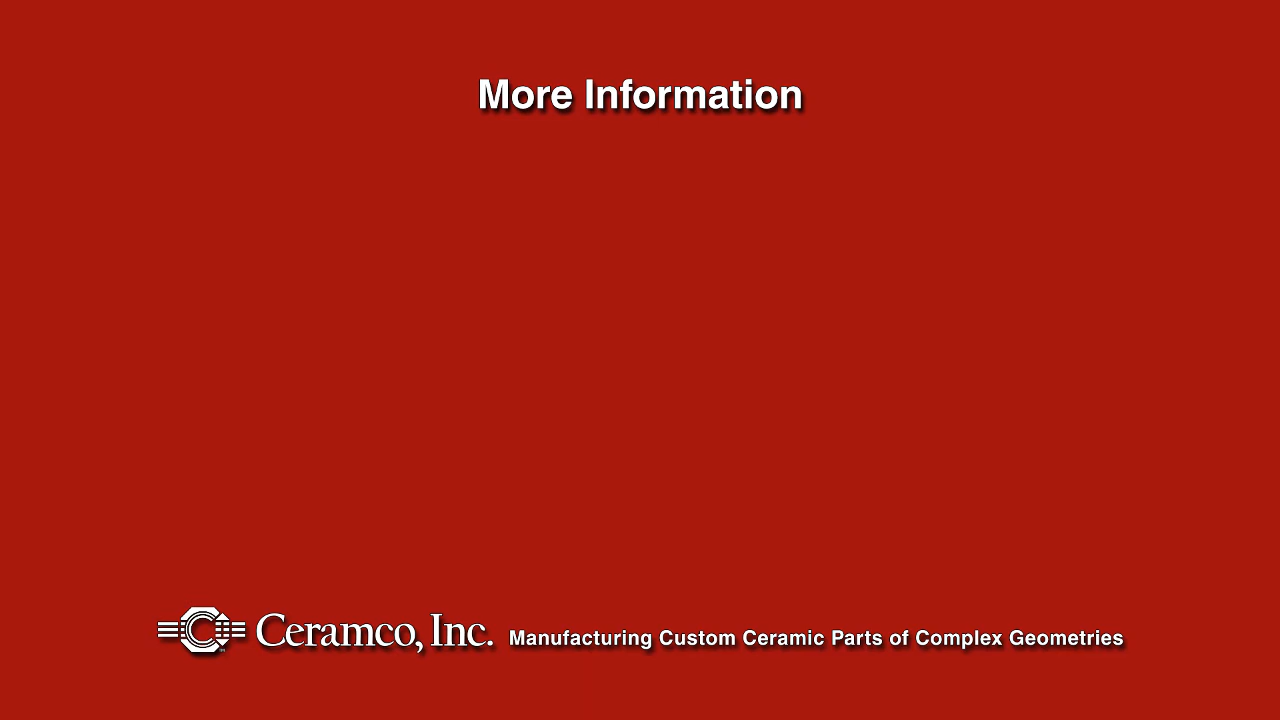 More Information
Ceramco, Inc. Manufacturing Custom Ceramic Parts of Complex Geometries